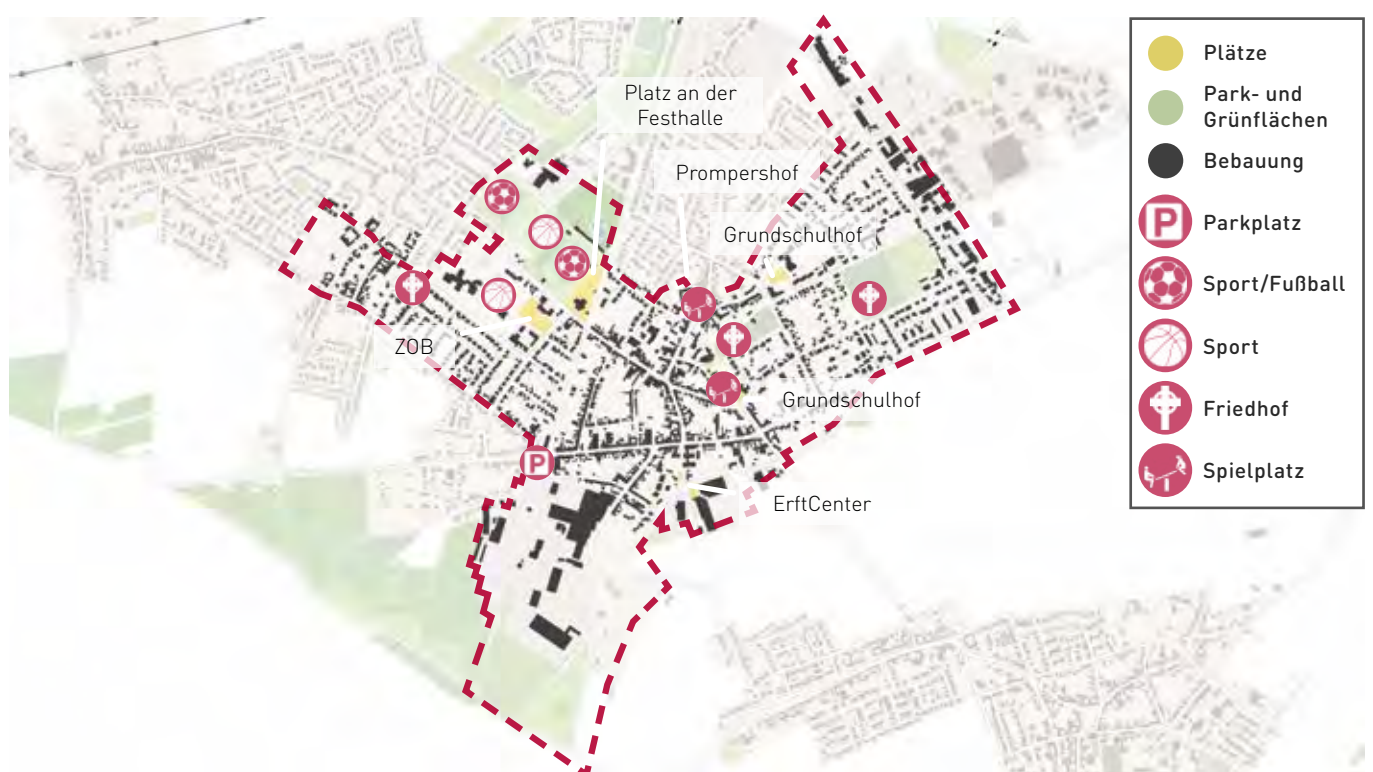 Platz an der
Festhalle
Prompershof
Grundschulhof
ZOB
Grundschulhof
ErftCenter
Plätze
Park- und
Grünflächen
Bebauung
P
Parkplatz
Sport/Fußball
Sport
Friedhof
Spielplatz
P